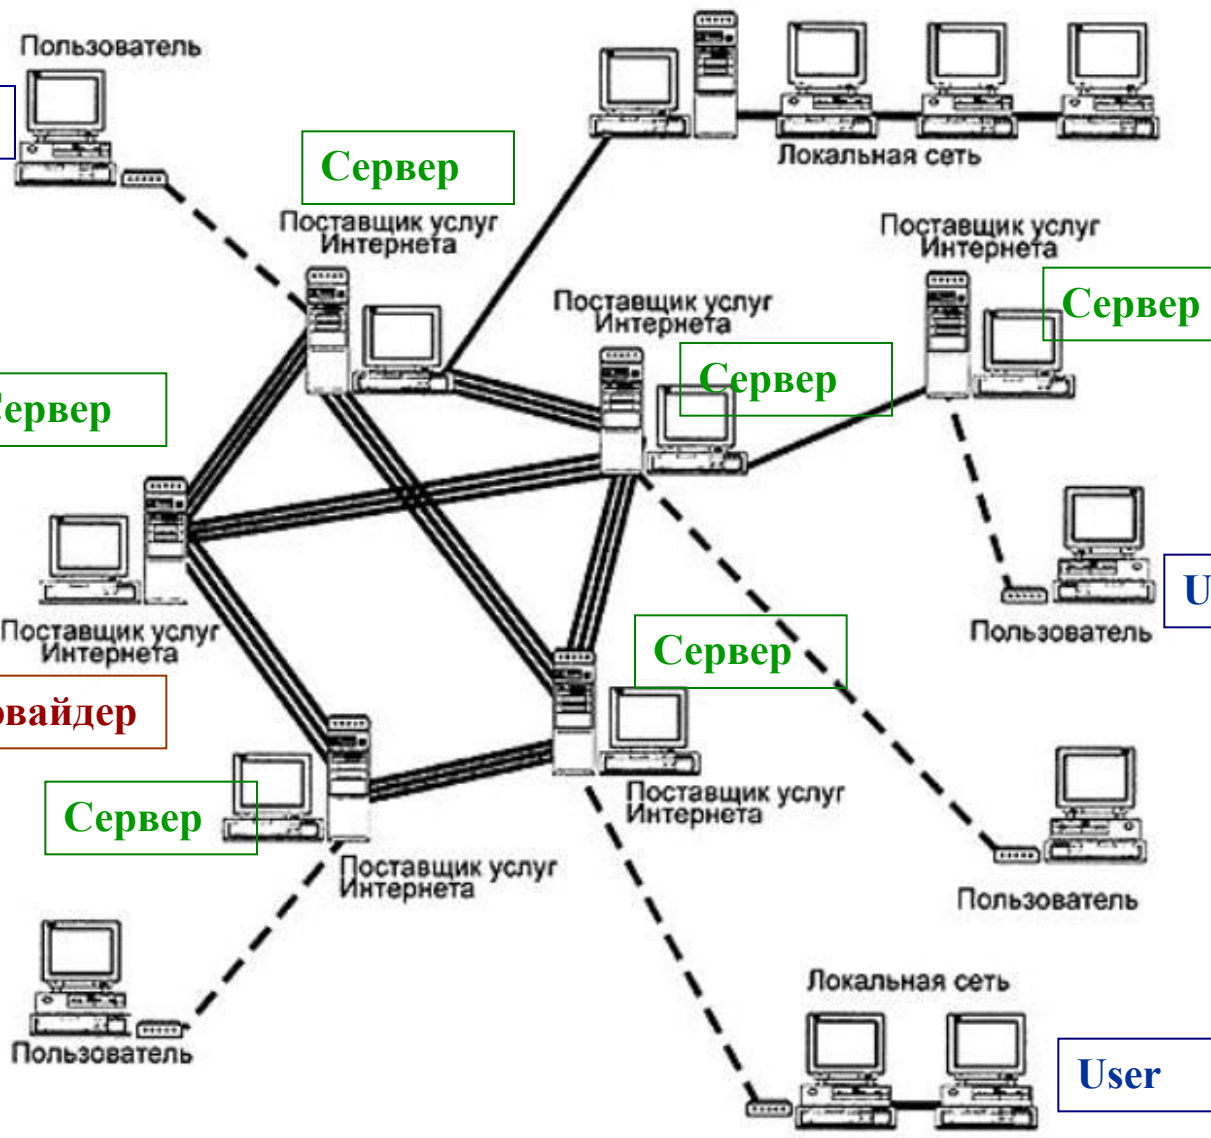 Пользователь
Локальная сеть
Сервер
Поставщик услуг
Интернета
Поставщик услуг
Интернета
Сервер
Поставщик услуг
Интернета
Сервер
ервер
U
Пользователь
Поставщик услуг
Интернета
Сервер
овайдер
Сервер
Поставщик услуг
Интернета
Поставщик услуг
Интернета
Пользователь
Локальная сеть
Пользователь
User